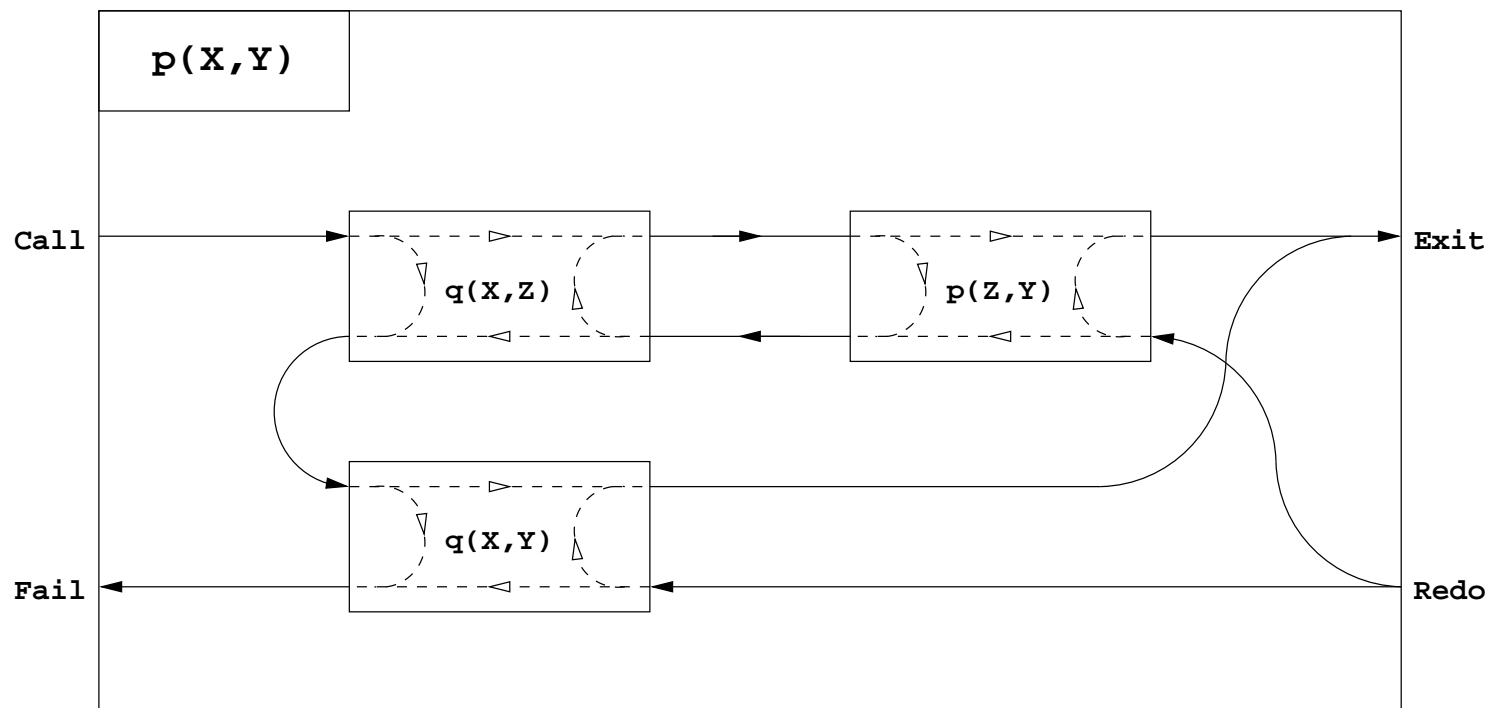 p(X,Y)
Call
q(X,Z)
p(Z,Y)
Exit
q(X,Y)
Fail
Redo